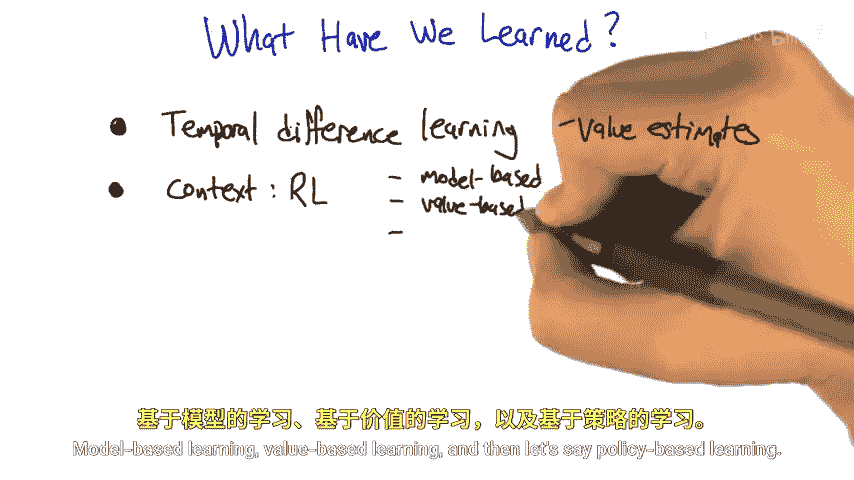 What Have We Learned?
• Temporal difference learning - Value estimates
• Context: RL
- model-based
- value-based
-
基于模型的学习、基于价值的学习，以及基于策略的学习。
Model-based learning, value-based learning, and then let's say policy-based learning.